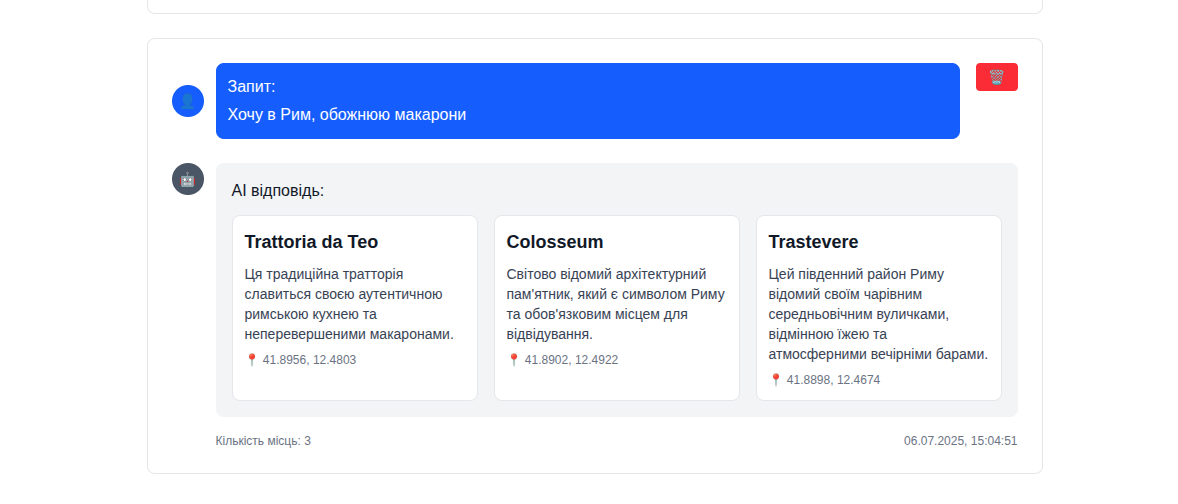 Запит:
Хочу в Рим, обожнюю макарони
AI відповідь:
Trattoria da Teo
Ця традиційна тратторія
славиться своєю аутентичною
римською кухнею та
неперевершеними макаронами.
📍 41.8956, 12.4803
Colosseum
Світово відомий архітектурний
пам'ятник, який є символом Риму
та обов'язковим місцем для
відвідування.
📍 41.8902, 12.4922
Trastevere
Цей південний район Риму
відомий своїм чарівним
середньовічним вуличками,
відмінною їжею та
атмосферними вечірніми барами.
📍 41.8898, 12.4674
Кількість місць: 3
06.07.2025, 15:04:51